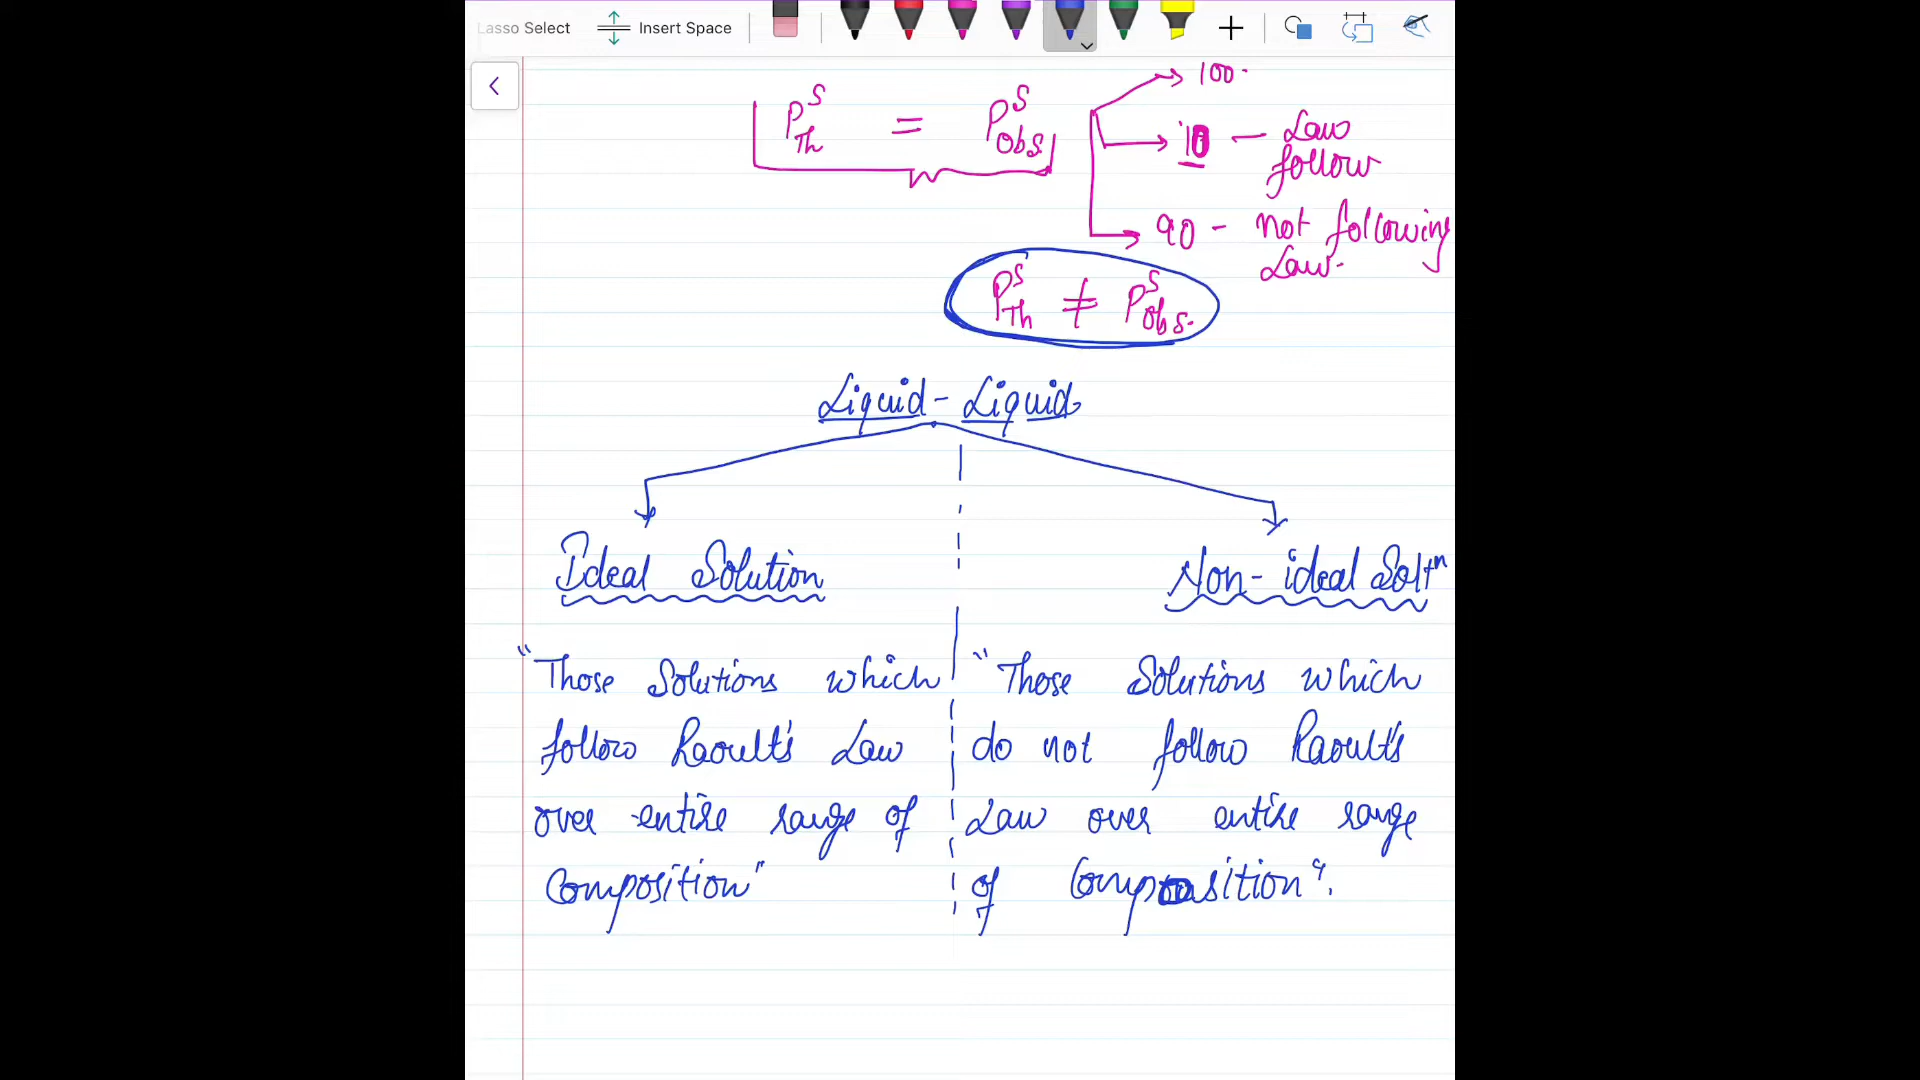 Lasso Select Insert Space
100.
P^S_Th = P^S_Obs.
10 — Law
follow
90 - not following
Law.
P^S_Th ≠ P^S_Obs.
Liquid - Liquid
Ideal Solution Non-ideal Solt^n
"Those Solutions which "Those Solutions which
follow Raoult's Law do not follow Raoult's
over entire range of Law over entire range
Composition" of Composition".